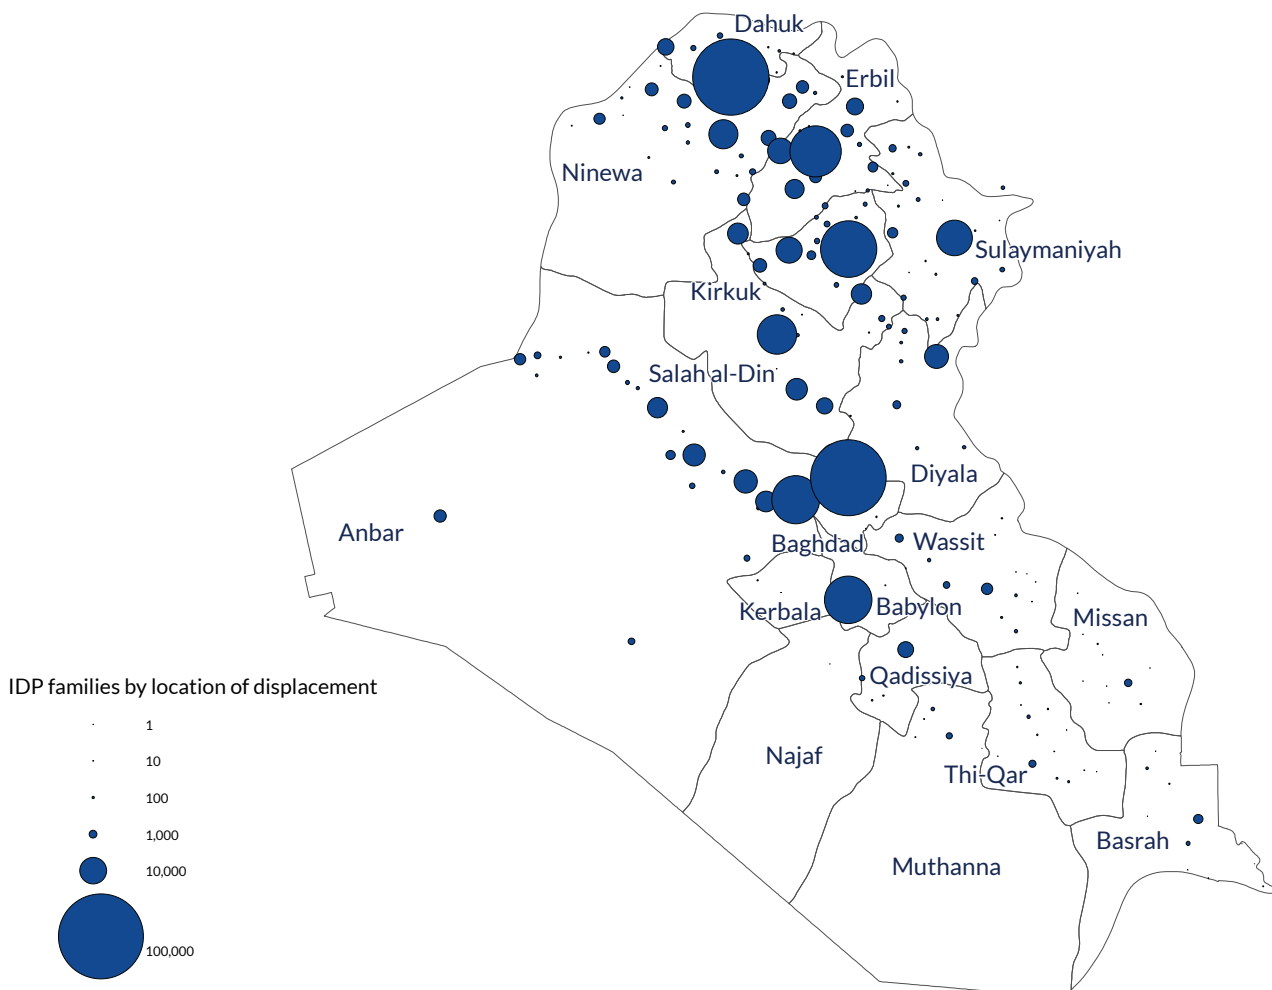 Dahuk
Erbil
Ninewa
Sulaymaniyah
Kirkuk
Salah al-Din
Diyala
Anbar
Baghdad
Wassit
Kerbala
Babylon
Missan
Qadissiya
Najaf
Thi-Qar
Basrah
Muthanna
IDP families by location of displacement
1
10
100
1,000
10,000
100,000